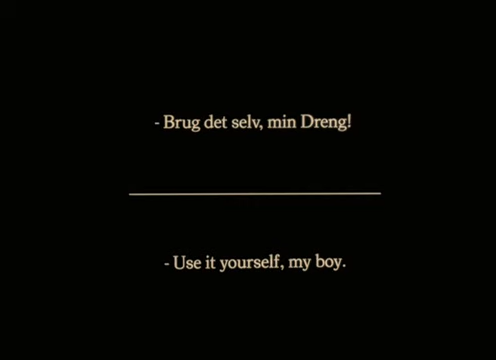 - Brug det selv, min Dreng!
- Use it yourself, my boy.